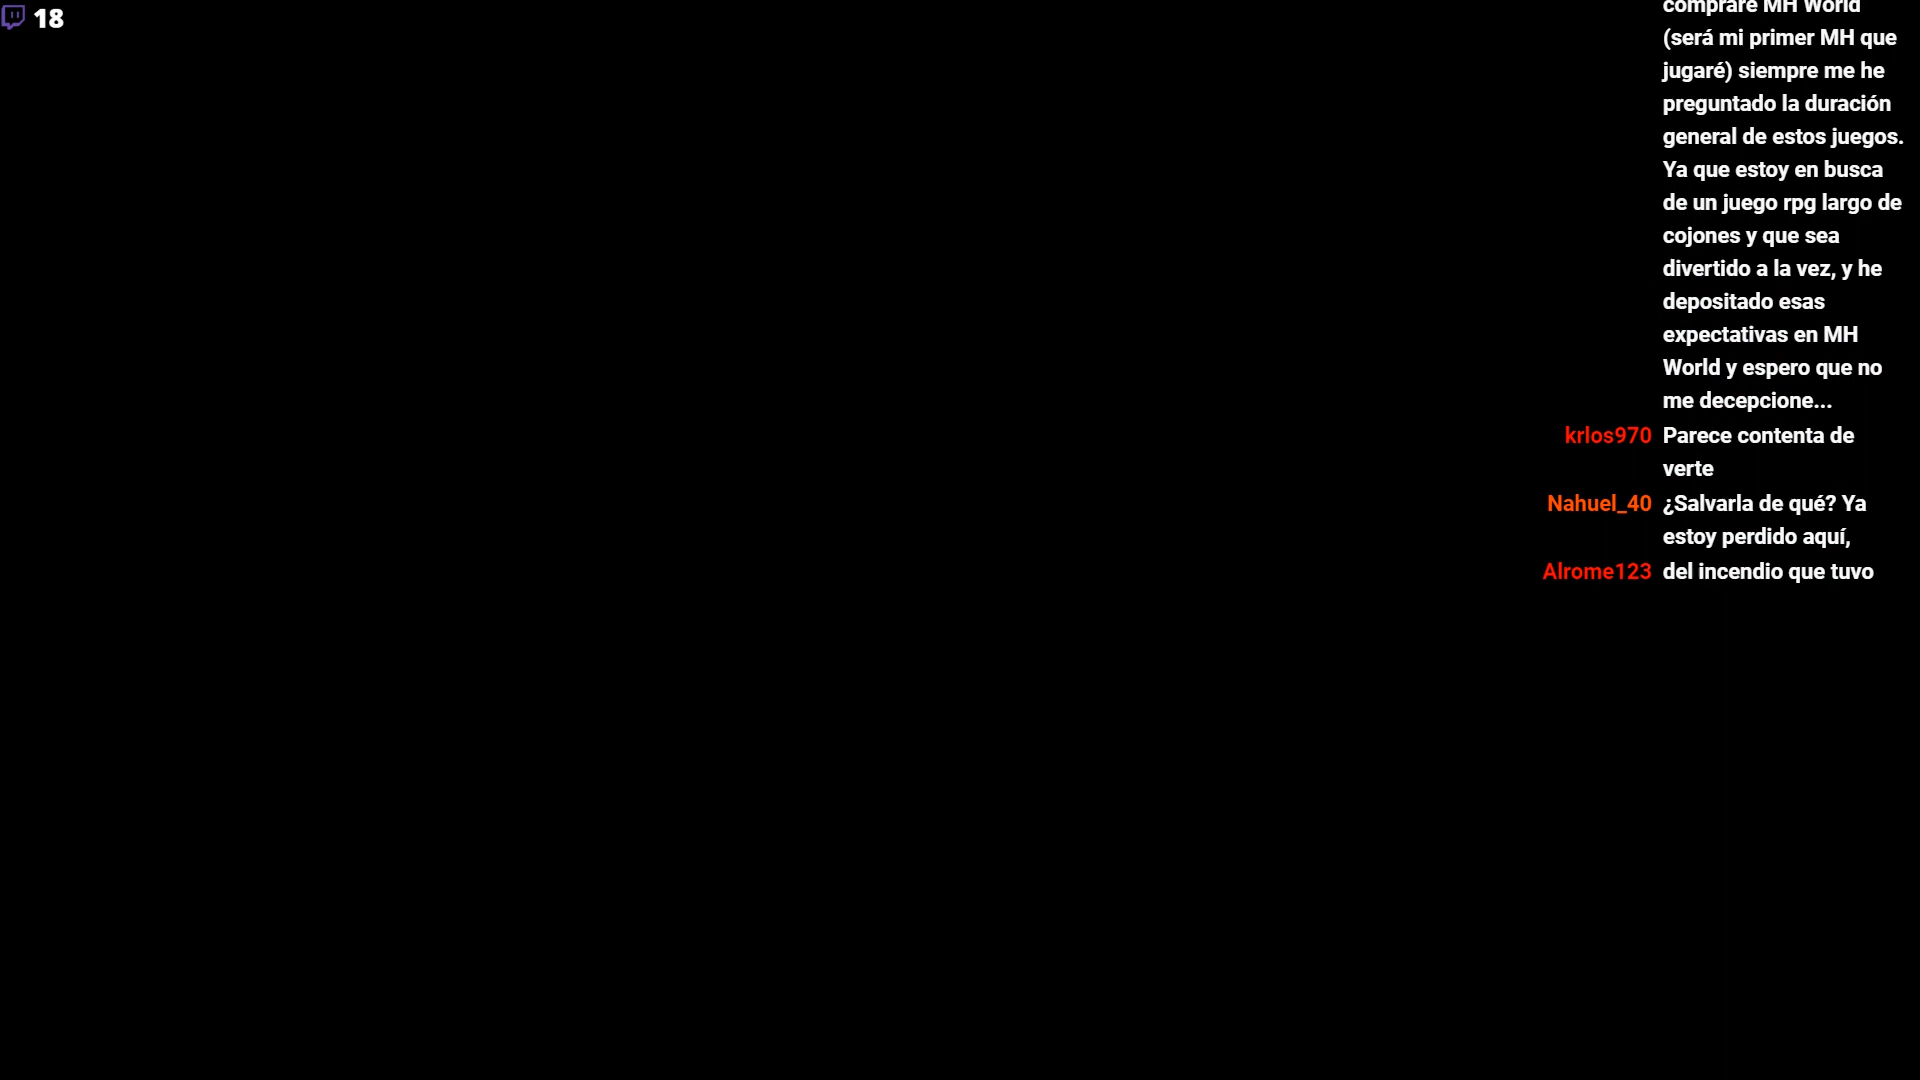 18
compraré MH World
(será mi primer MH que
jugaré) siempre me he
preguntado la duración
general de estos juegos.
Ya que estoy en busca
de un juego rpg largo de
cojones y que sea
divertido a la vez, y he
depositado esas
expectativas en MH
World y espero que no
me decepcione...
krlos970 Parece contenta de
verte
Nahuel_40 ¿Salvarla de qué? Ya
estoy perdido aquí,
Alrome123 del incendio que tuvo